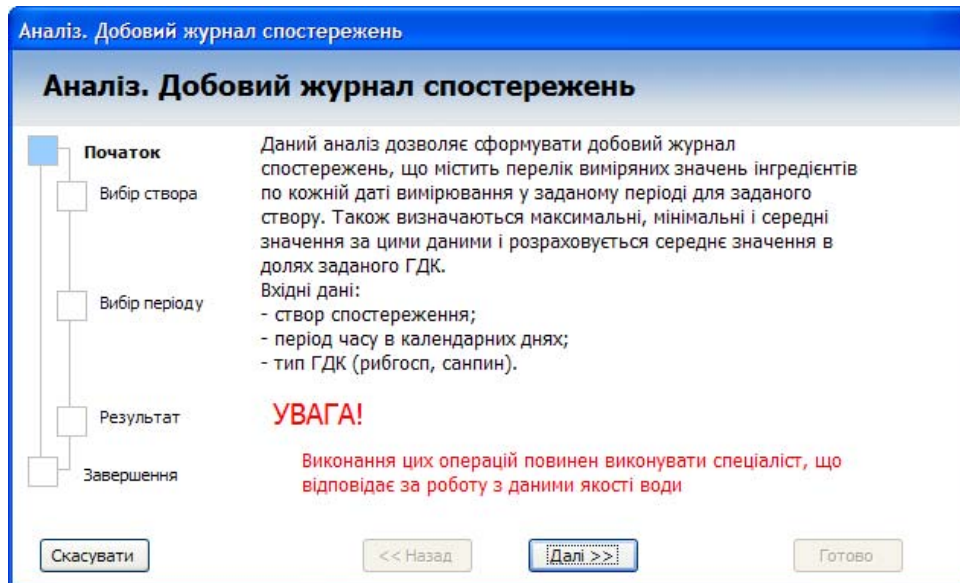 Аналіз. Добовий журнал спостережень
Аналіз. Добовий журнал спостережень
Початок
Вибір створа
Вибір періоду
Результат
Завершення
Даний аналіз дозволяє сформувати добовий журнал
спостережень, що містить перелік виміряних значень інгредієнтів
по кожній даті вимірювання у заданому періоді для заданого
створу. Також визначаються максимальні, мінімальні і середні
значення за цими даними і розраховується середнє значення в
долях заданого ГДК.
Вхідні дані:
- створ спостереження;
- період часу в календарних днях;
- тип ГДК (рибгосп, санпин).
УВАГА!
Виконання цих операцій повинен виконувати спеціаліст, що
відповідає за роботу з даними якості води
Скасувати
<< Назад
Далі >>
Готово